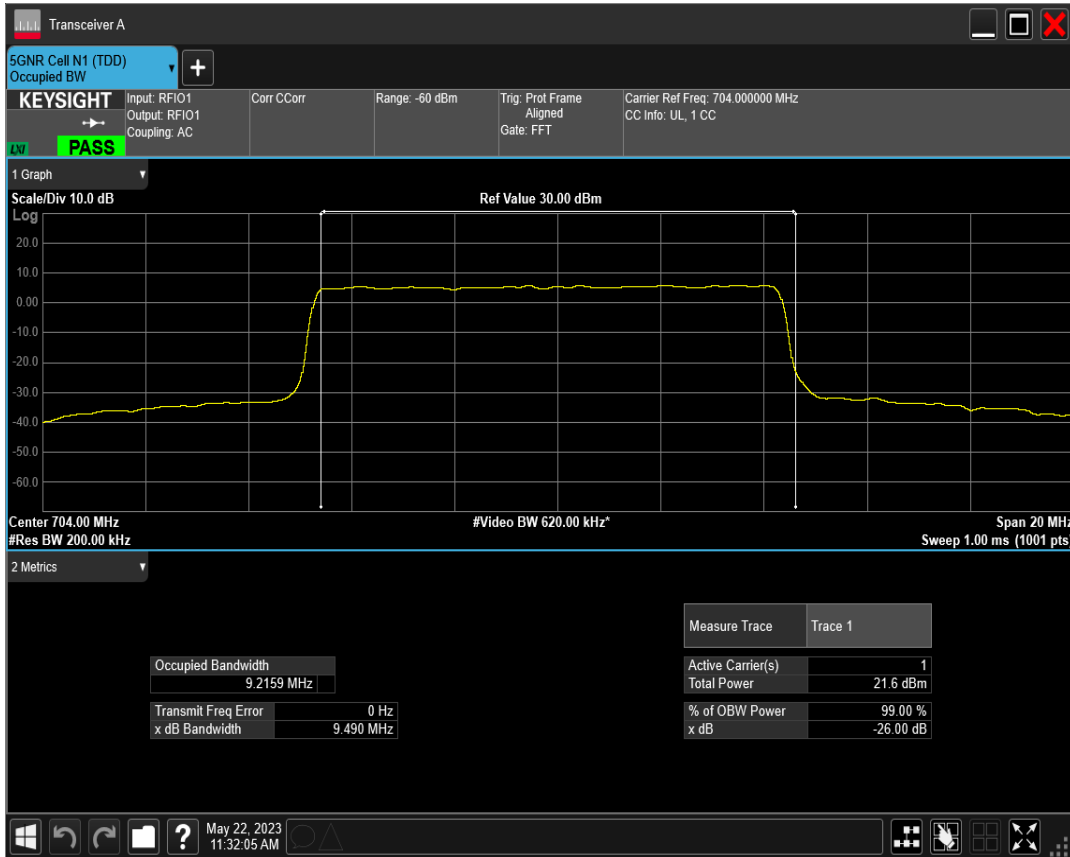 Transceiver A
5GNR Cell N1 (TDD)
Occupied BW
+
KEYSIGHT
LXI
PASS
Input: RFIO1
Output: RFIO1
Coupling: AC
Corr CCorr
Range: -60 dBm
Trig: Prot Frame
Aligned
Gate: FFT
Carrier Ref Freq: 704.000000 MHz
CC Info: UL, 1 CC
1 Graph
Scale/Div 10.0 dB
Ref Value 30.00 dBm
Log
20.0
10.0
0.00
-10.0
-20.0
-30.0
-40.0
-50.0
-60.0
Center 704.00 MHz
#Video BW 620.00 kHz*
Span 20 MHz
#Res BW 200.00 kHz
Sweep 1.00 ms (1001 pts)
2 Metrics
Measure Trace Trace 1
Occupied Bandwidth
9.2159 MHz
Active Carrier(s) 1
Total Power 21.6 dBm
Transmit Freq Error 0 Hz
x dB Bandwidth 9.490 MHz
% of OBW Power 99.00 %
x dB -26.00 dB
?
May 22, 2023
11:32:05 AM